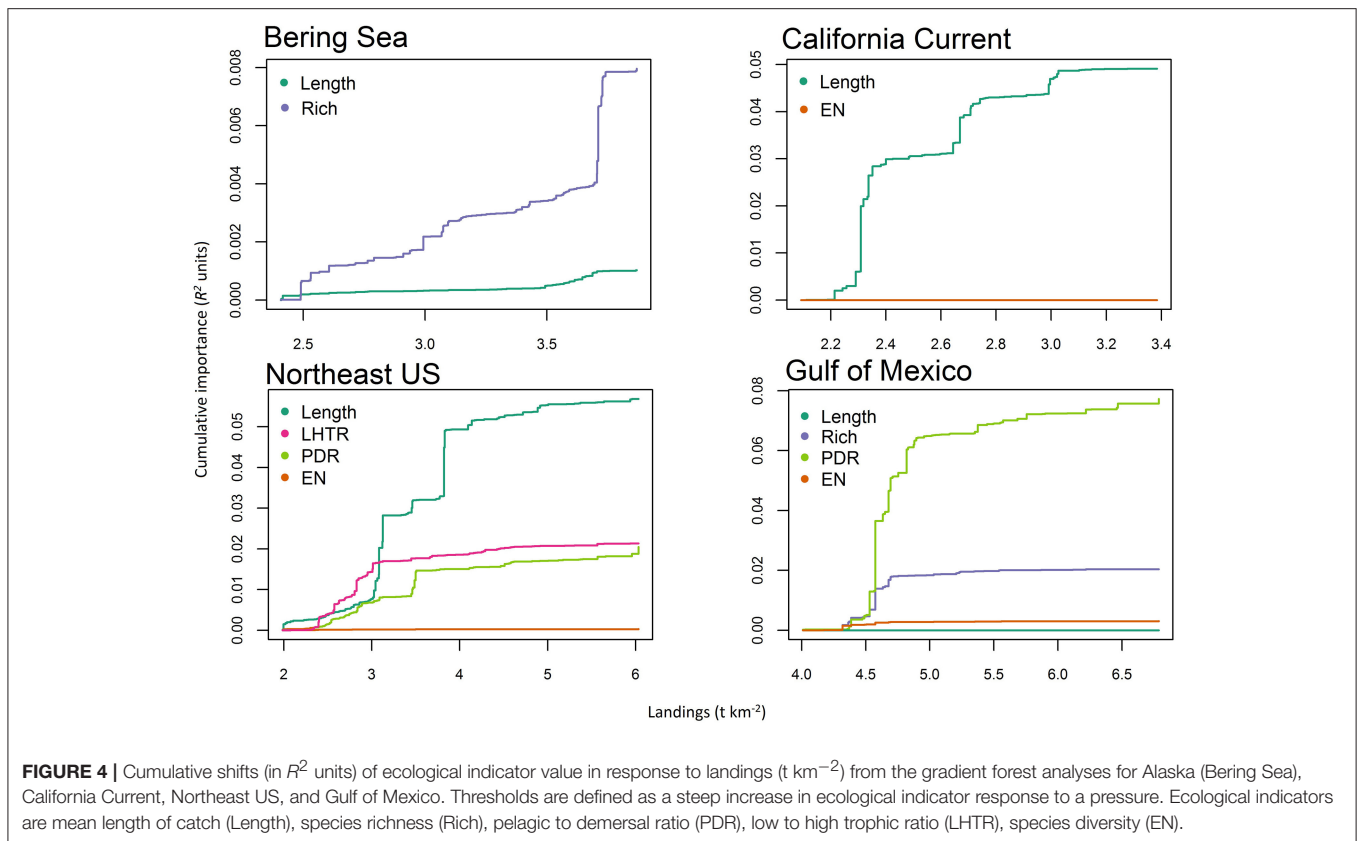 Bering Sea
Length
Rich
0.000 0.002 0.004 0.006 0.008
2.5 3.0 3.5
California Current
Length
EN
0.00 0.01 0.02 0.03 0.04 0.05
2.2 2.4 2.6 2.8 3.0 3.2 3.4
Cumulative importance (R² units)
Northeast US
Length
LHTR
PDR
EN
0.00 0.01 0.02 0.03 0.04 0.05
2 3 4 5 6
Gulf of Mexico
Length
Rich
PDR
EN
0.00 0.02 0.04 0.06 0.08
4.0 4.5 5.0 5.5 6.0 6.5
Landings (t km⁻²)
FIGURE 4 | Cumulative shifts (in R² units) of ecological indicator value in response to landings (t km⁻²) from the gradient forest analyses for Alaska (Bering Sea),
California Current, Northeast US, and Gulf of Mexico. Thresholds are defined as a steep increase in ecological indicator response to a pressure. Ecological indicators
are mean length of catch (Length), species richness (Rich), pelagic to demersal ratio (PDR), low to high trophic ratio (LHTR), species diversity (EN).